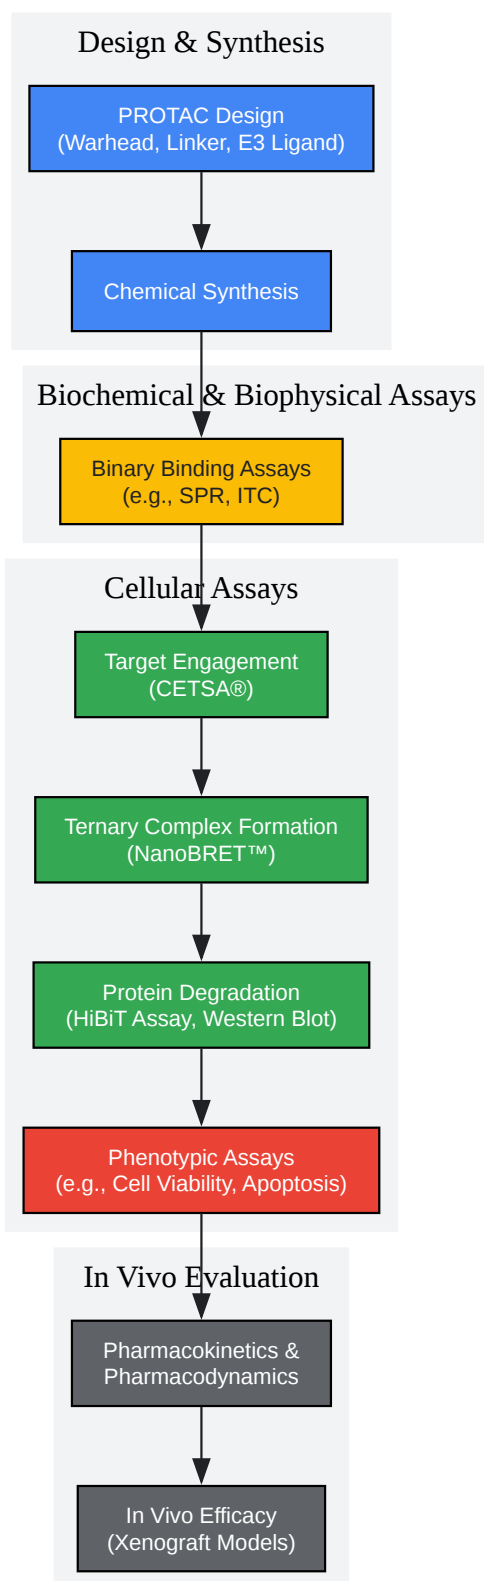 Design & Synthesis
PROTAC Design
(Warhead, Linker, E3 Ligand)
Chemical Synthesis
Biochemical & Biophysical Assays
Binary Binding Assays
(e.g., SPR, ITC)
Cellular Assays
Target Engagement
(CETSA®)
Ternary Complex Formation
(NanoBRET™)
Protein Degradation
(HiBiT Assay, Western Blot)
Phenotypic Assays
(e.g., Cell Viability, Apoptosis)
In Vivo Evaluation
Pharmacokinetics &
Pharmacodynamics
In Vivo Efficacy
(Xenograft Models)